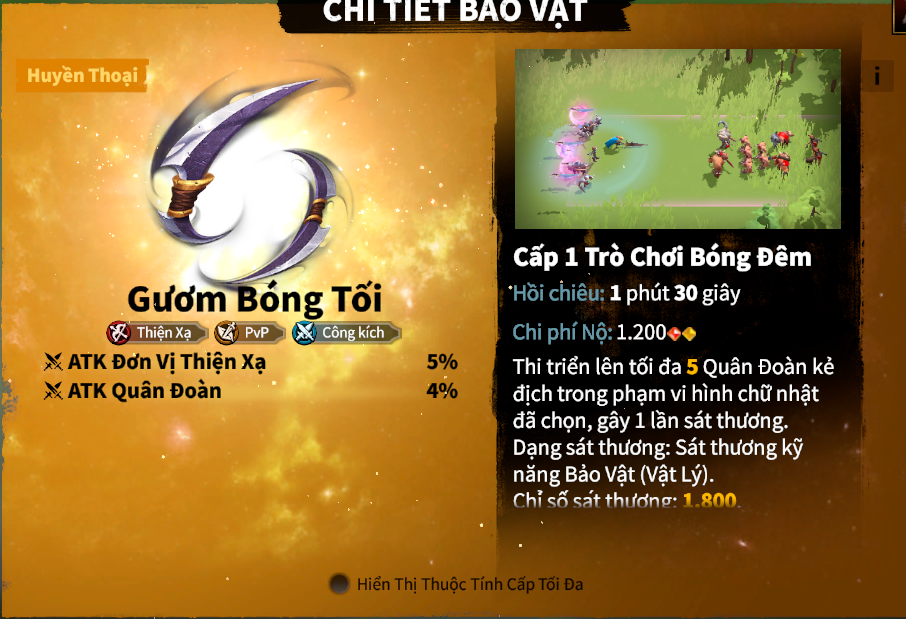 CHI TIẾT BẢO VẬT
Huyền Thoại
i
Gươm Bóng Tối
Thiện Xạ
PvP
Công kích
ATK Đơn Vị Thiện Xạ 5%
ATK Quân Đoàn 4%
Cấp 1 Trò Chơi Bóng Đêm
Hồi chiêu: 1 phút 30 giây
Chi phí Nộ: 1.200
Thi triển lên tối đa 5 Quân Đoàn kẻ
địch trong phạm vi hình chữ nhật
đã chọn, gây 1 lần sát thương.
Dạng sát thương: Sát thương kỹ
năng Bảo Vật (Vật Lý).
Chỉ số sát thương: 1.800.
Hiển Thị Thuộc Tính Cấp Tối Đa